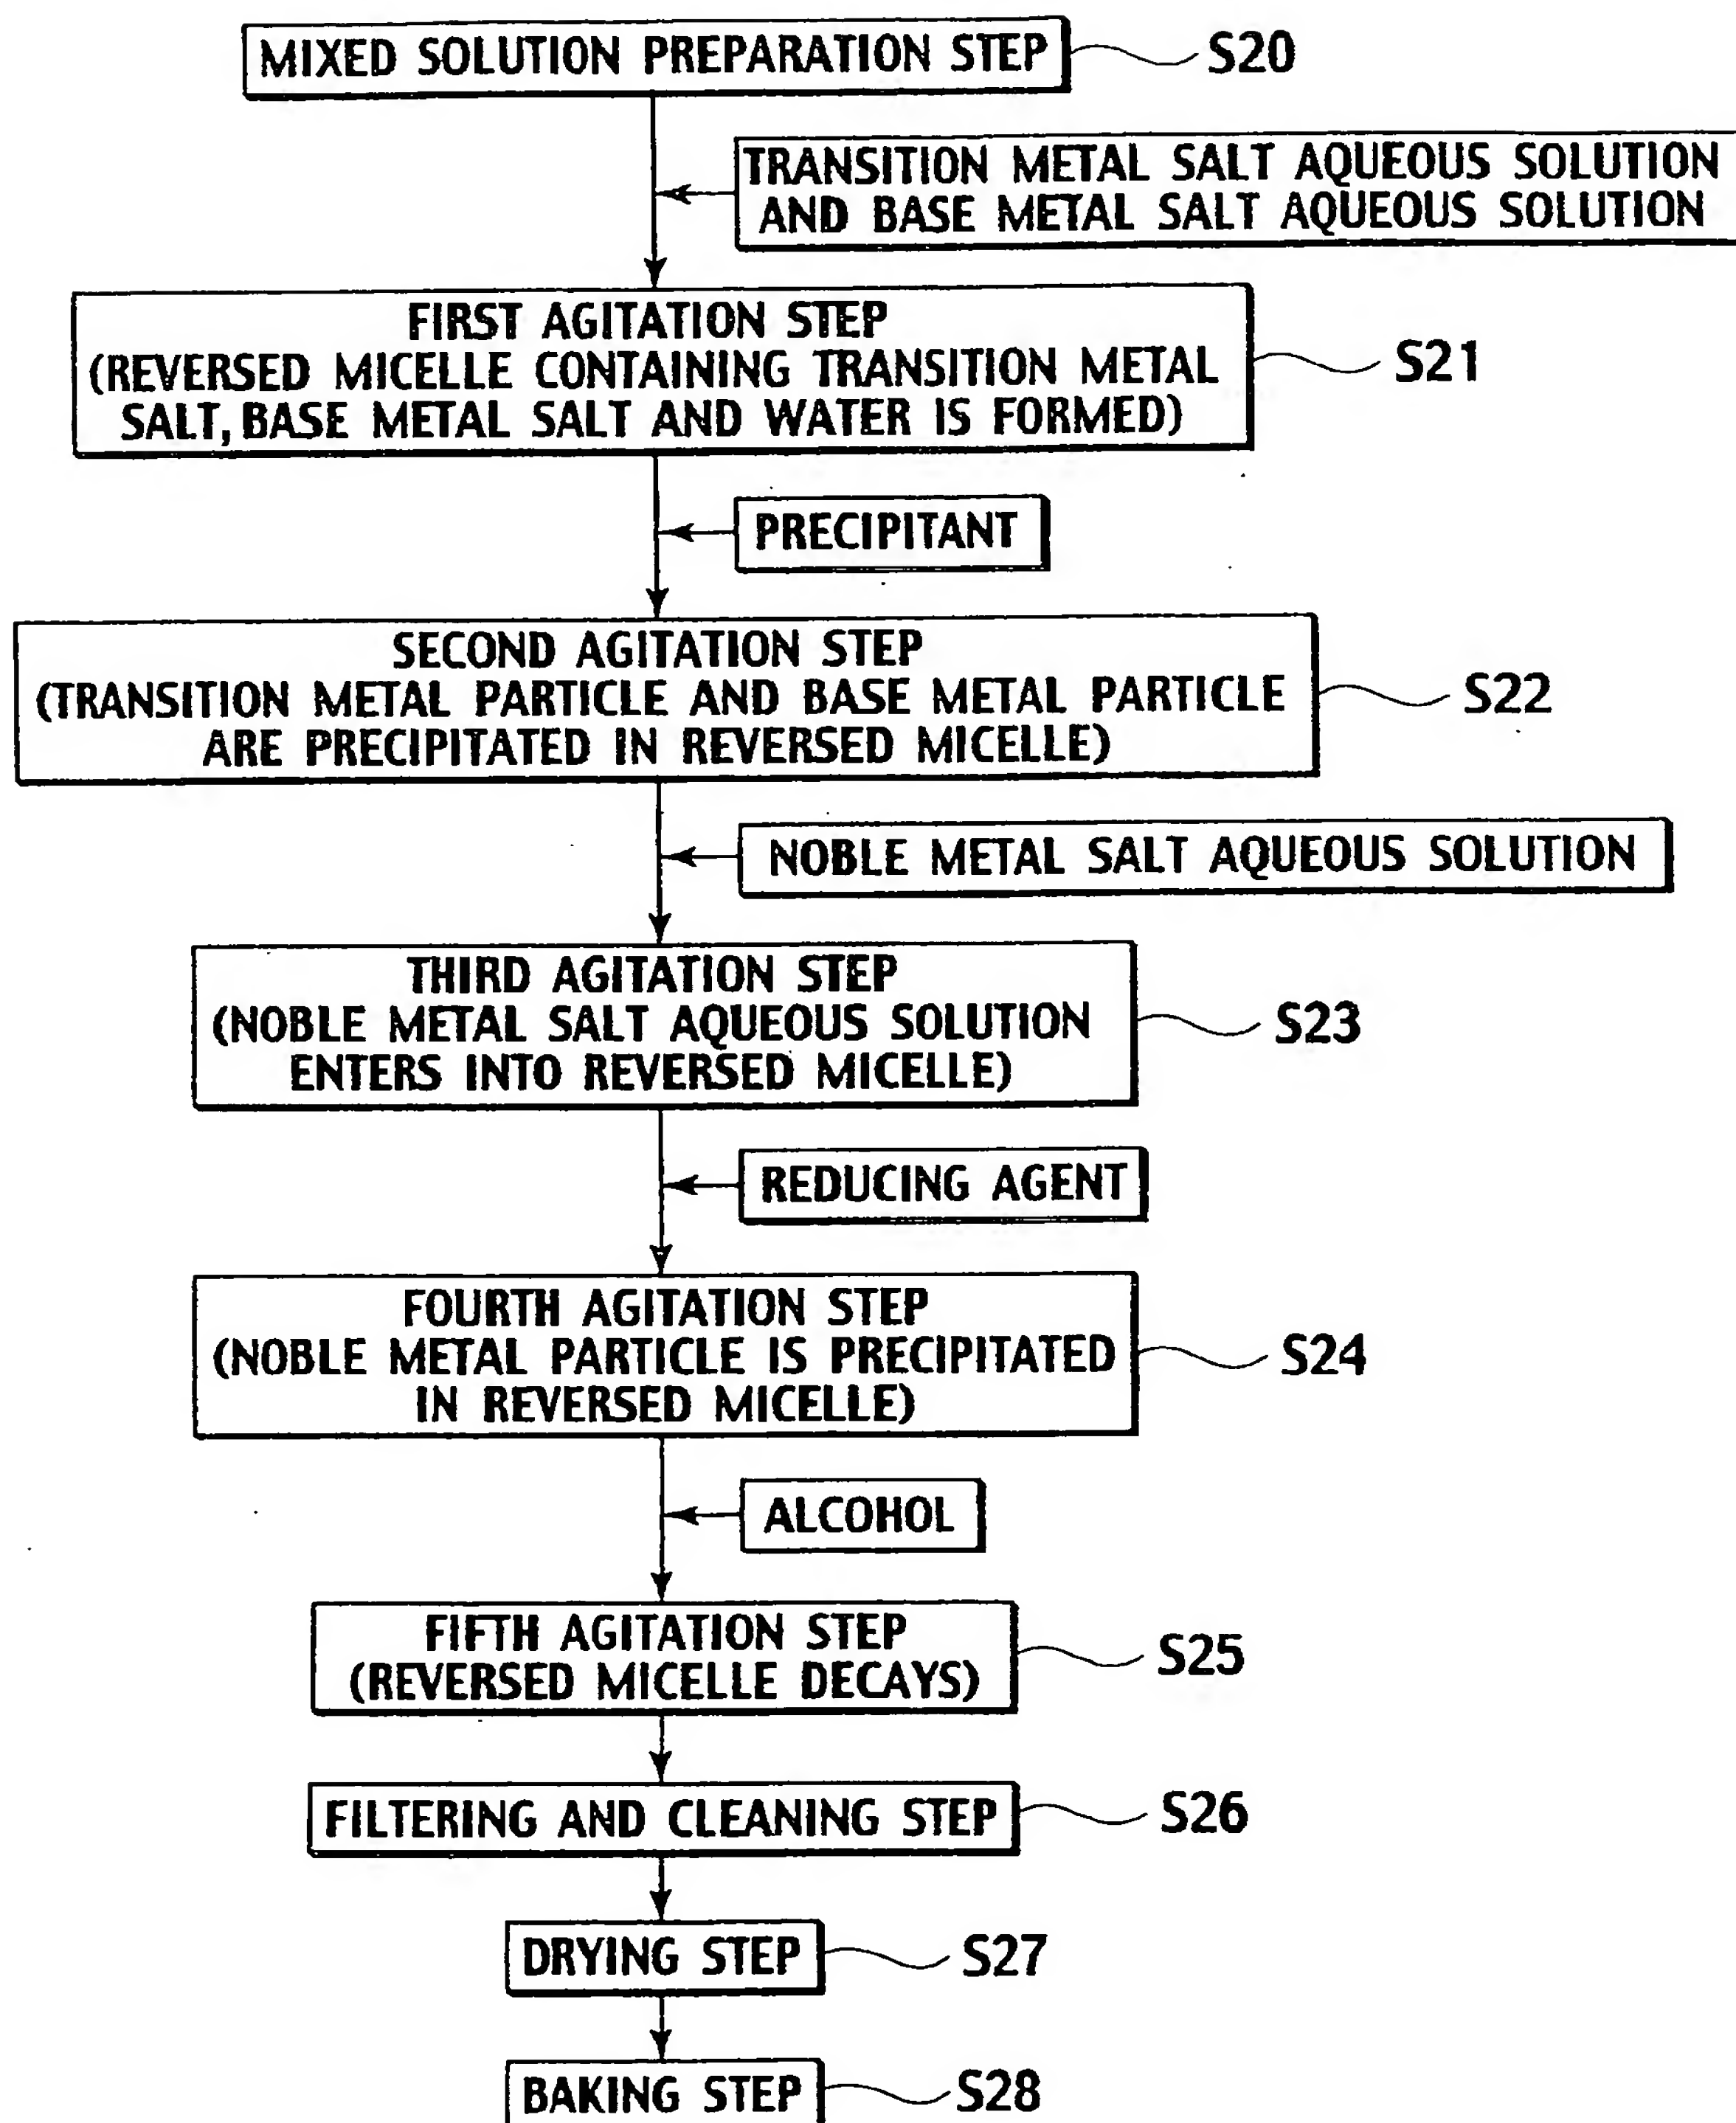 MIXED SOLUTION PREPARATION STEP
S20
TRANSITION METAL SALT AQUEOUS SOLUTION
AND BASE METAL SALT AQUEOUS SOLUTION
FIRST AGITATION STEP
(REVERSED MICELLE CONTAINING TRANSITION METAL
SALT, BASE METAL SALT AND WATER IS FORMED)
S21
PRECIPITANT
SECOND AGITATION STEP
(TRANSITION METAL PARTICLE AND BASE METAL PARTICLE
ARE PRECIPITATED IN REVERSED MICELLE)
S22
NOBLE METAL SALT AQUEOUS SOLUTION
THIRD AGITATION STEP
(NOBLE METAL SALT AQUEOUS SOLUTION
ENTERS INTO REVERSED MICELLE)
S23
REDUCING AGENT
FOURTH AGITATION STEP
(NOBLE METAL PARTICLE IS PRECIPITATED
IN REVERSED MICELLE)
S24
ALCOHOL
FIFTH AGITATION STEP
(REVERSED MICELLE DECAYS)
S25
FILTERING AND CLEANING STEP
S26
DRYING STEP
S27
BAKING STEP
S28